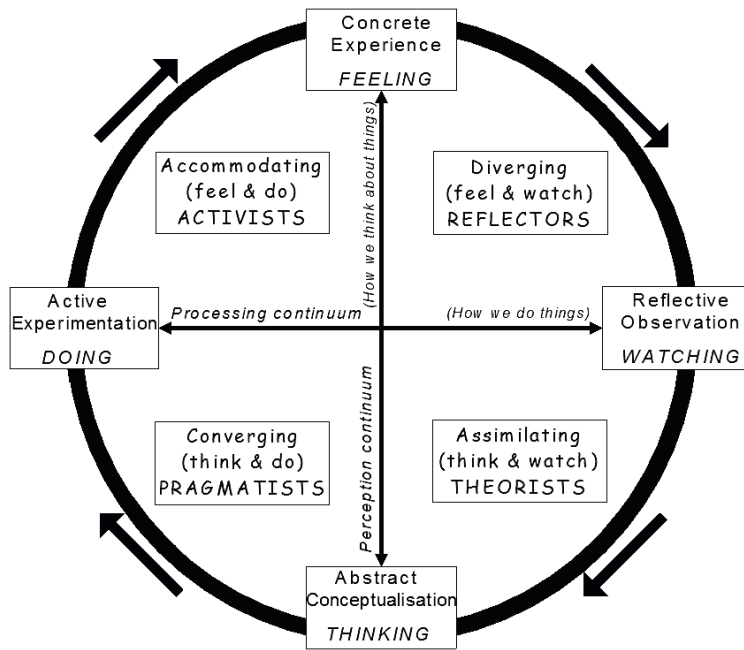 Concrete
Experience
FEELING
Accommodating
(feel & do)
ACTIVISTS
(How we think about things)
Diverging
(feel & watch)
REFLECTORS
Active
Experimentation
DOING
Processing continuum
(How we do things)
Reflective
Observation
WATCHING
Converging
(think & do)
PRAGMATISTS
Perception continuum
Assimilating
(think & watch)
THEORISTS
Abstract
Conceptualisation
THINKING